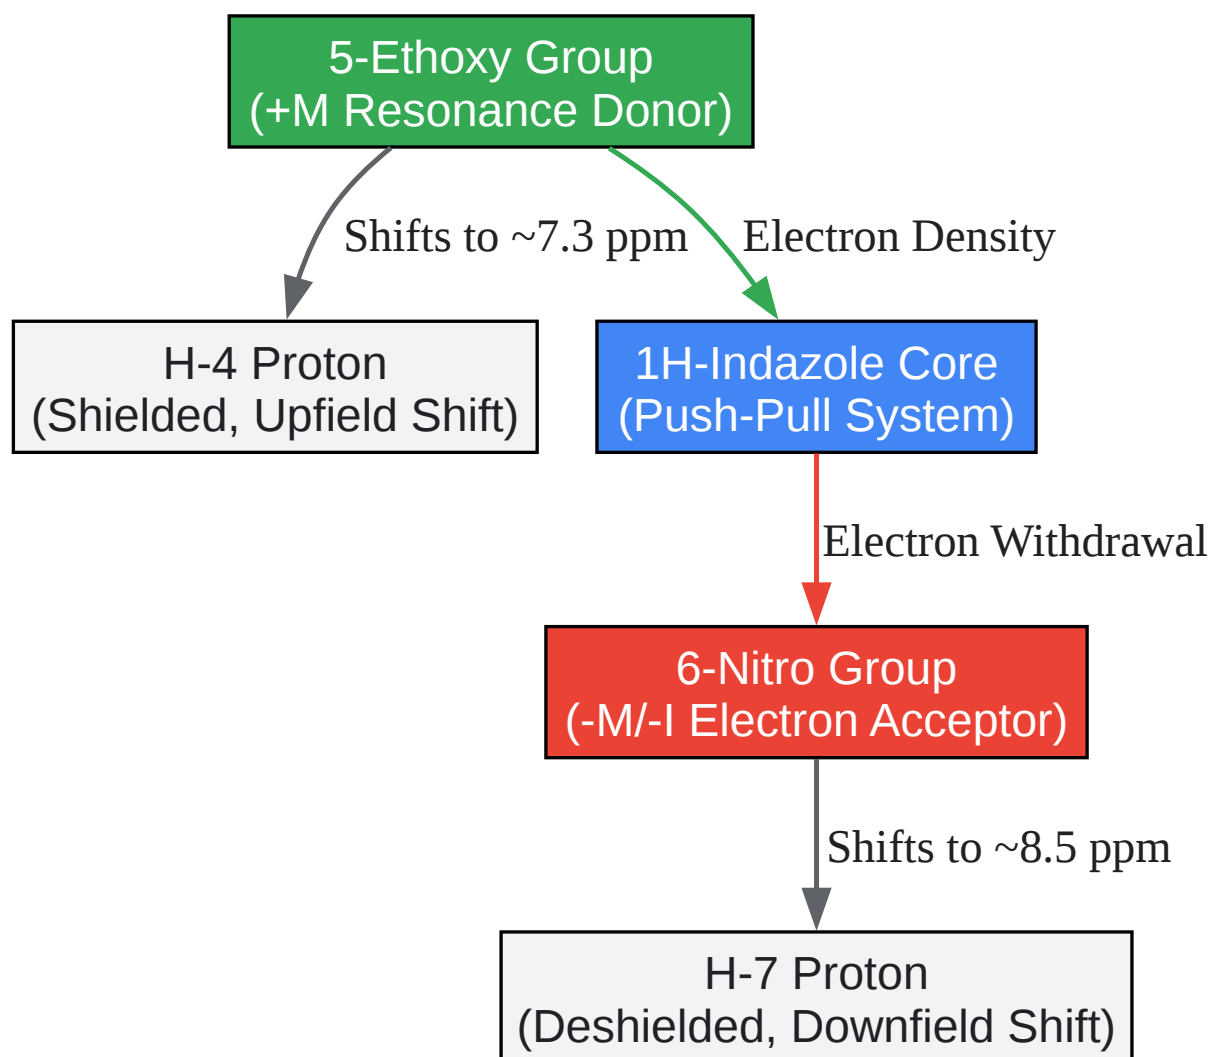 5-Ethoxy Group
(+M Resonance Donor)
Shifts to ~7.3 ppm
Electron Density
H-4 Proton
(Shielded, Upfield Shift)
1H-Indazole Core
(Push-Pull System)
Electron Withdrawal
6-Nitro Group
(-M/-I Electron Acceptor)
Shifts to ~8.5 ppm
H-7 Proton
(Deshielded, Downfield Shift)